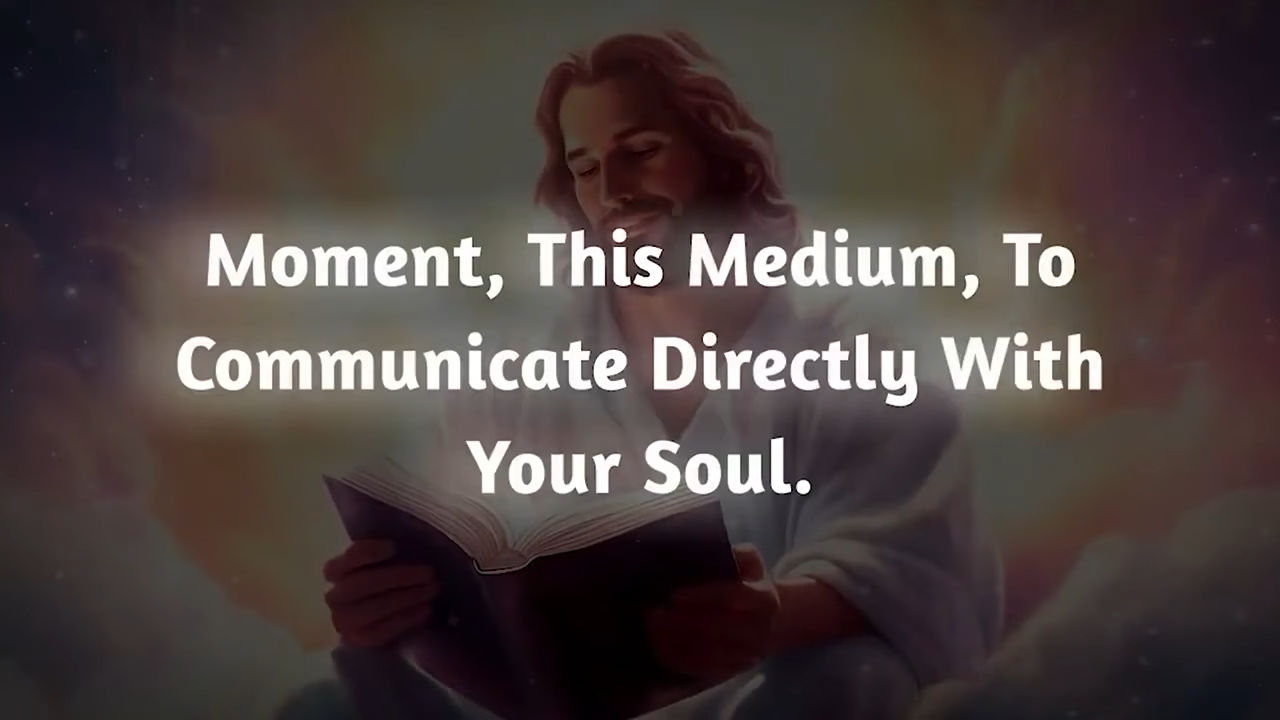 Moment, This Medium, To
Communicate Directly With
Your Soul.